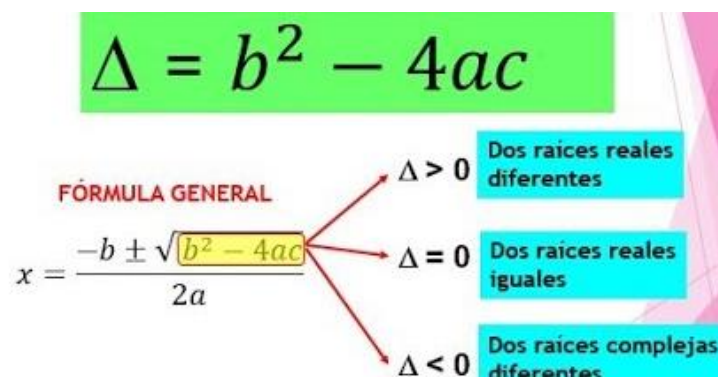 Δ = b² − 4ac
FÓRMULA GENERAL
x = (-b ± √(b² − 4ac)) / 2a
Δ > 0
Dos raíces reales
diferentes
Δ = 0
Dos raíces reales
iguales
Δ < 0
Dos raíces complejas
diferentes